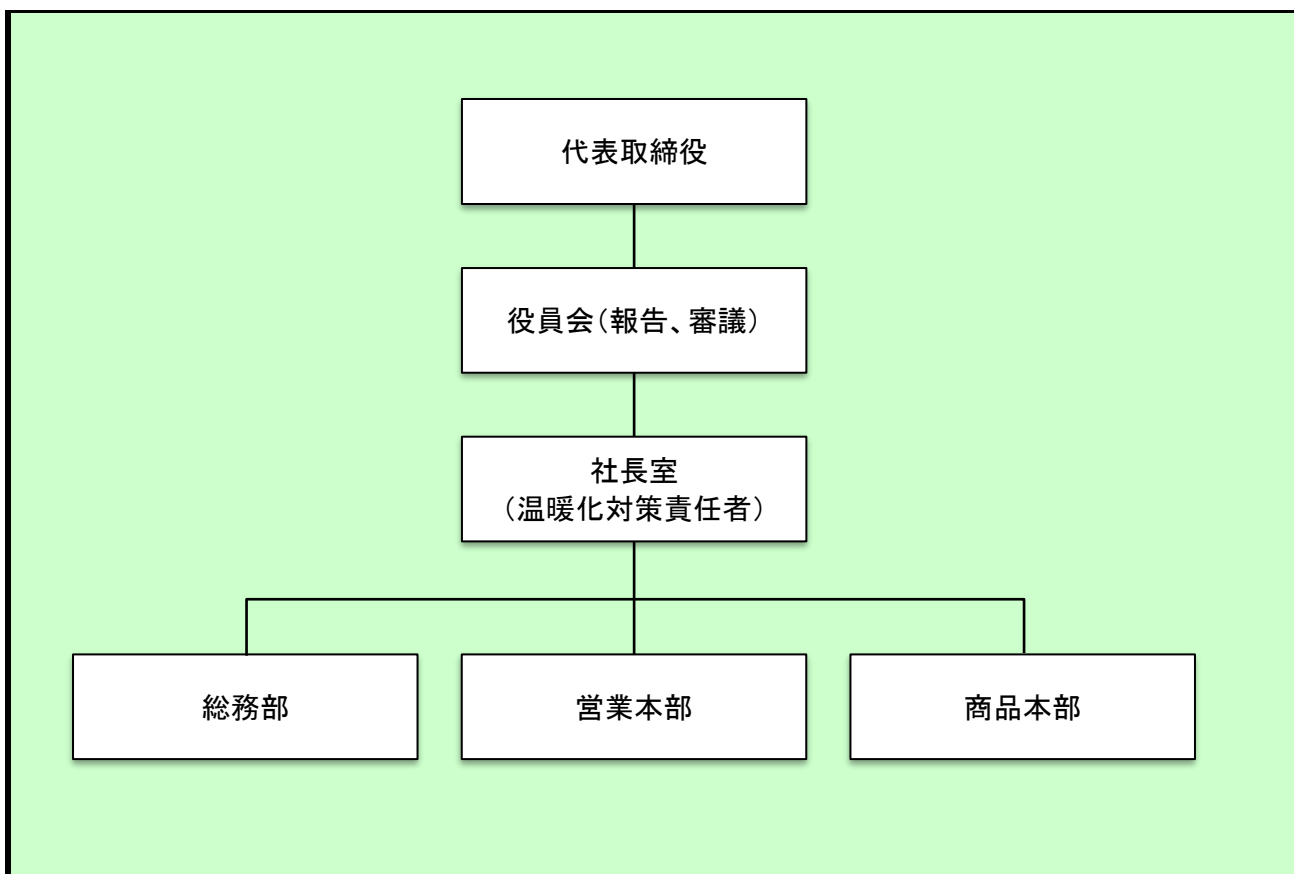 代表取締役
役員会（報告、審議）
社長室
（温暖化対策責任者）
総務部
営業本部
商品本部